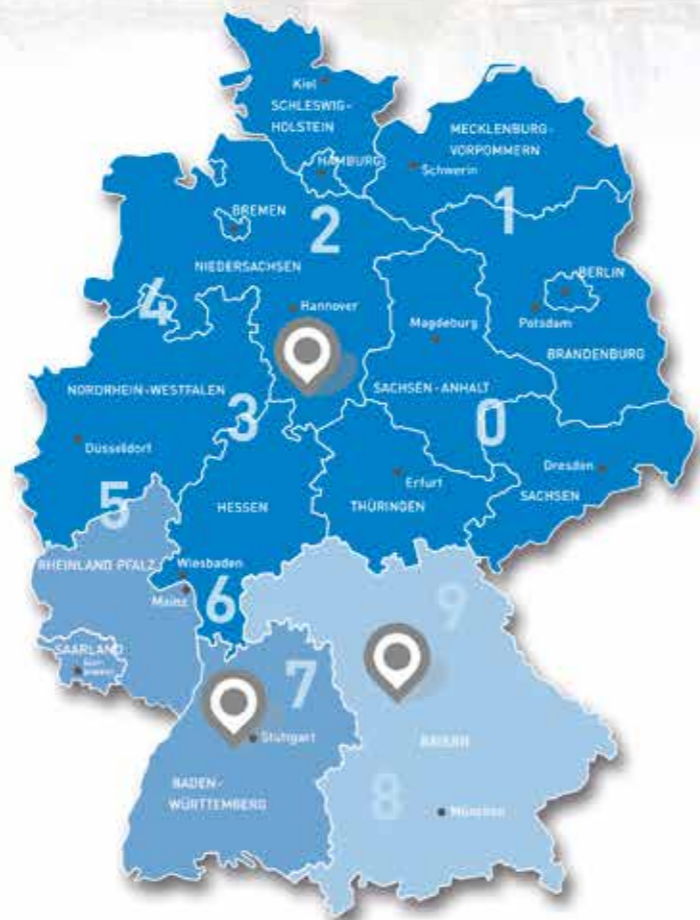 Kiel
SCHLESWIG-
HOLSTEIN
MECKLENBURG-
VORPOMMERN
HAMBURG
Schwerin
1
BREMEN
2
NIEDERSACHSEN
BERLIN
4
Hannover
Potsdam
Magdeburg
BRANDENBURG
NORDRHEIN-WESTFALEN
SACHSEN-ANHALT
3
0
Düsseldorf
Dresden
Erfurt
5
HESSEN
THÜRINDEN
SACHSEN
RHEINLAND PFALZ
Wiesbaden
Mainz
6
9
SAARLAND
7
Stuttgart
BAYERN
BADEN-
WÜRTTEMBERG
8
München